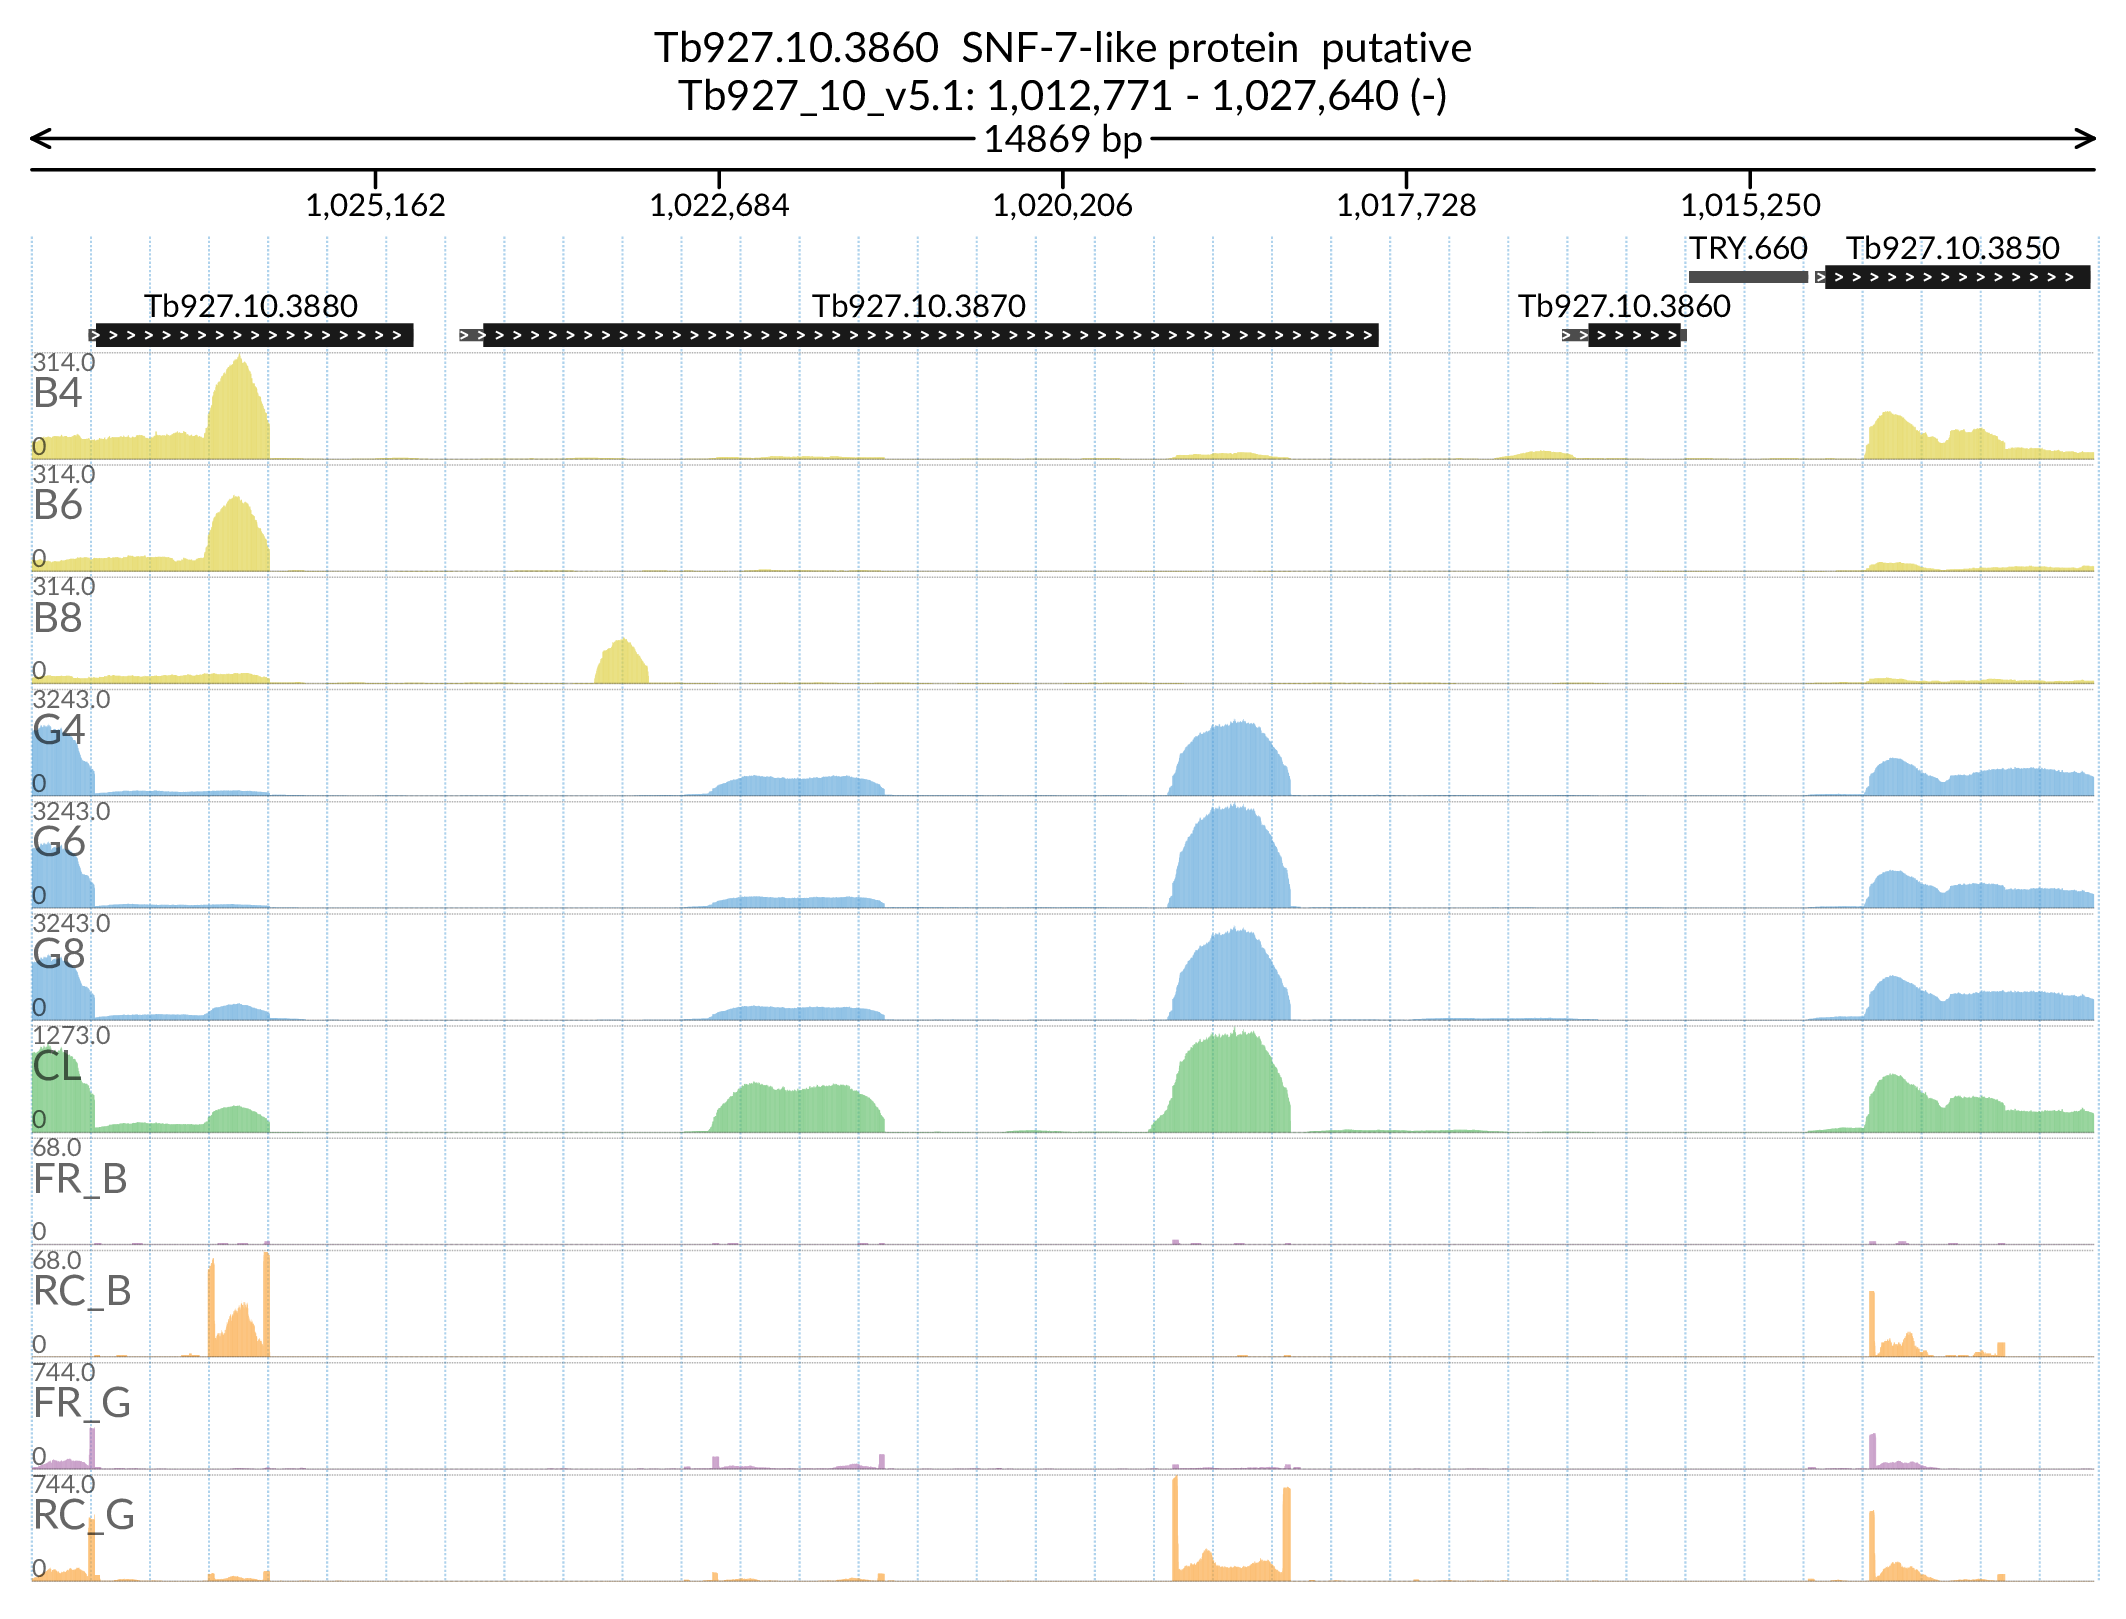 Tb927.10.3860 SNF-7-like protein putative
Tb927_10_v5.1: 1,012,771 - 1,027,640 (-)
14869 bp
1,025,162 1,022,684 1,020,206 1,017,728 1,015,250
TRY.660 Tb927.10.3850
Tb927.10.3880 Tb927.10.3870 Tb927.10.3860
314.0
B4
0
314.0
B6
0
314.0
B8
0
3243.0
G4
0
3243.0
G6
0
3243.0
G8
0
1273.0
CL
0
68.0
FR_B
0
68.0
RC_B
0
744.0
FR_G
0
744.0
RC_G
0